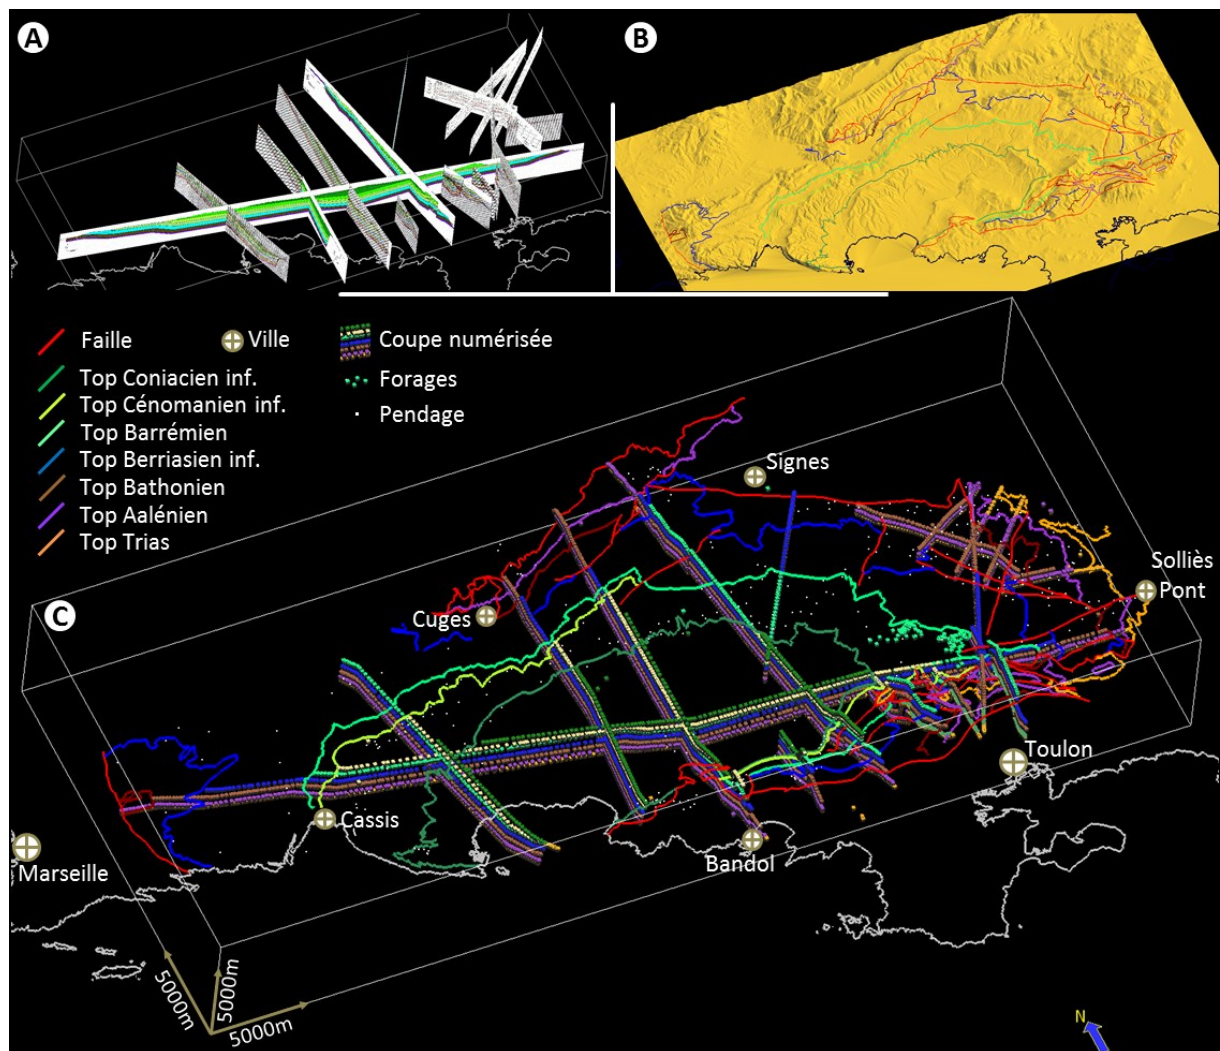 A
B
Faille
Ville
Coupe numérisée
Top Coniacien inf.
Forages
Top Cénomanien inf.
Pendage
Top Barrémien
Top Berriasien inf.
Top Bathonien
Top Aalénien
Top Trias
Signes
Solliès
Pont
C
Cuges
Toulon
Cassis
Bandol
Marseille
5000m
5000m
5000m
N